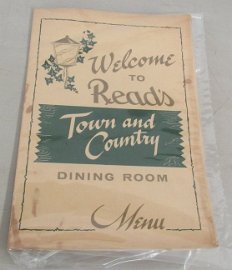 Welcome
TO
Read's
Town and
Country
DINING ROOM
Menu